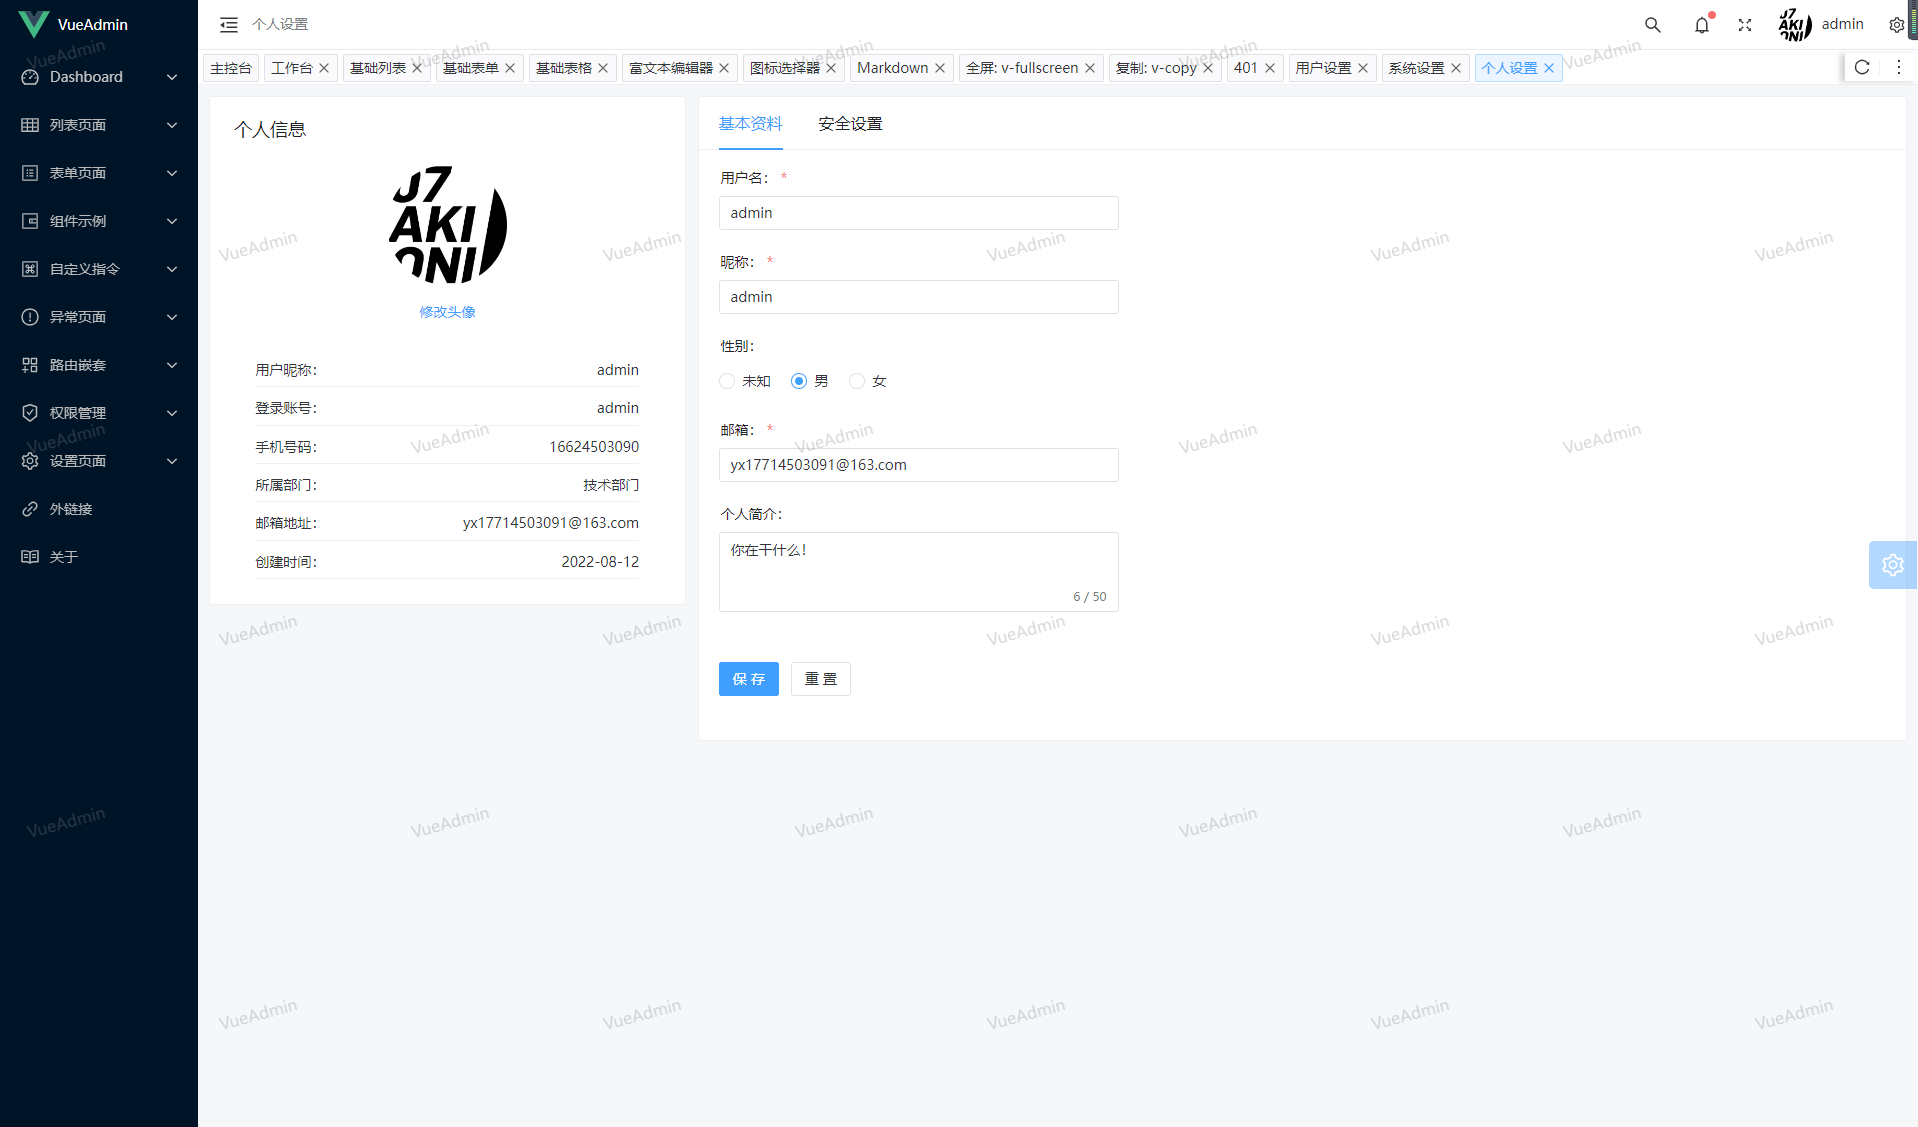 VueAdmin
个人设置
admin
主控台
工作台
基础列表
基础表单
基础表格
富文本编辑器
图标选择器
Markdown
全屏: v-fullscreen
复制: v-copy
401
用户设置
系统设置
个人设置
Dashboard
列表页面
表单页面
组件示例
自定义指令
异常页面
路由嵌套
权限管理
设置页面
外链接
关于
个人信息
J7
AKI
ONI
修改头像
用户昵称： admin
登录账号： admin
手机号码： 16624503090
所属部门： 技术部门
邮箱地址： yx17714503091@163.com
创建时间： 2022-08-12
基本资料 安全设置
用户名： *
admin
昵称： *
admin
性别：
未知 男 女
邮箱： *
yx17714503091@163.com
个人简介：
你在干什么！
6 / 50
保 存 重 置
VueAdmin